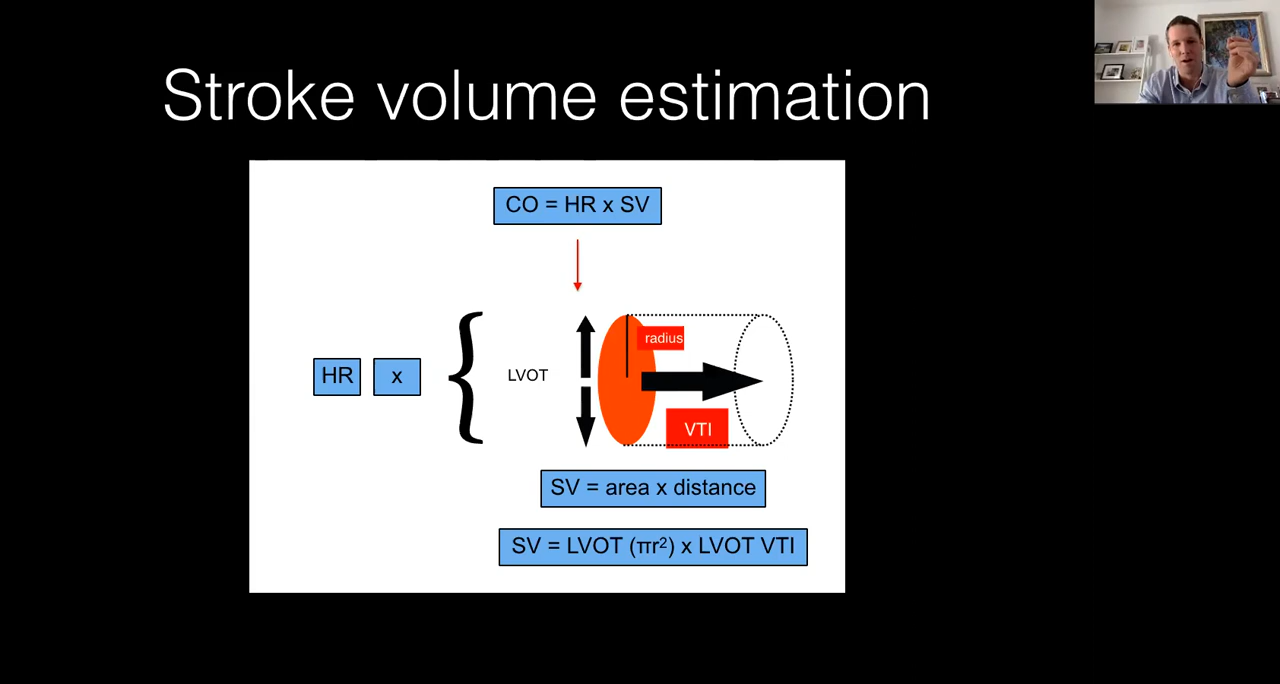 Stroke volume estimation
CO = HR x SV
radius
HR x { LVOT
VTI
SV = area x distance
SV = LVOT (πr²) x LVOT VTI